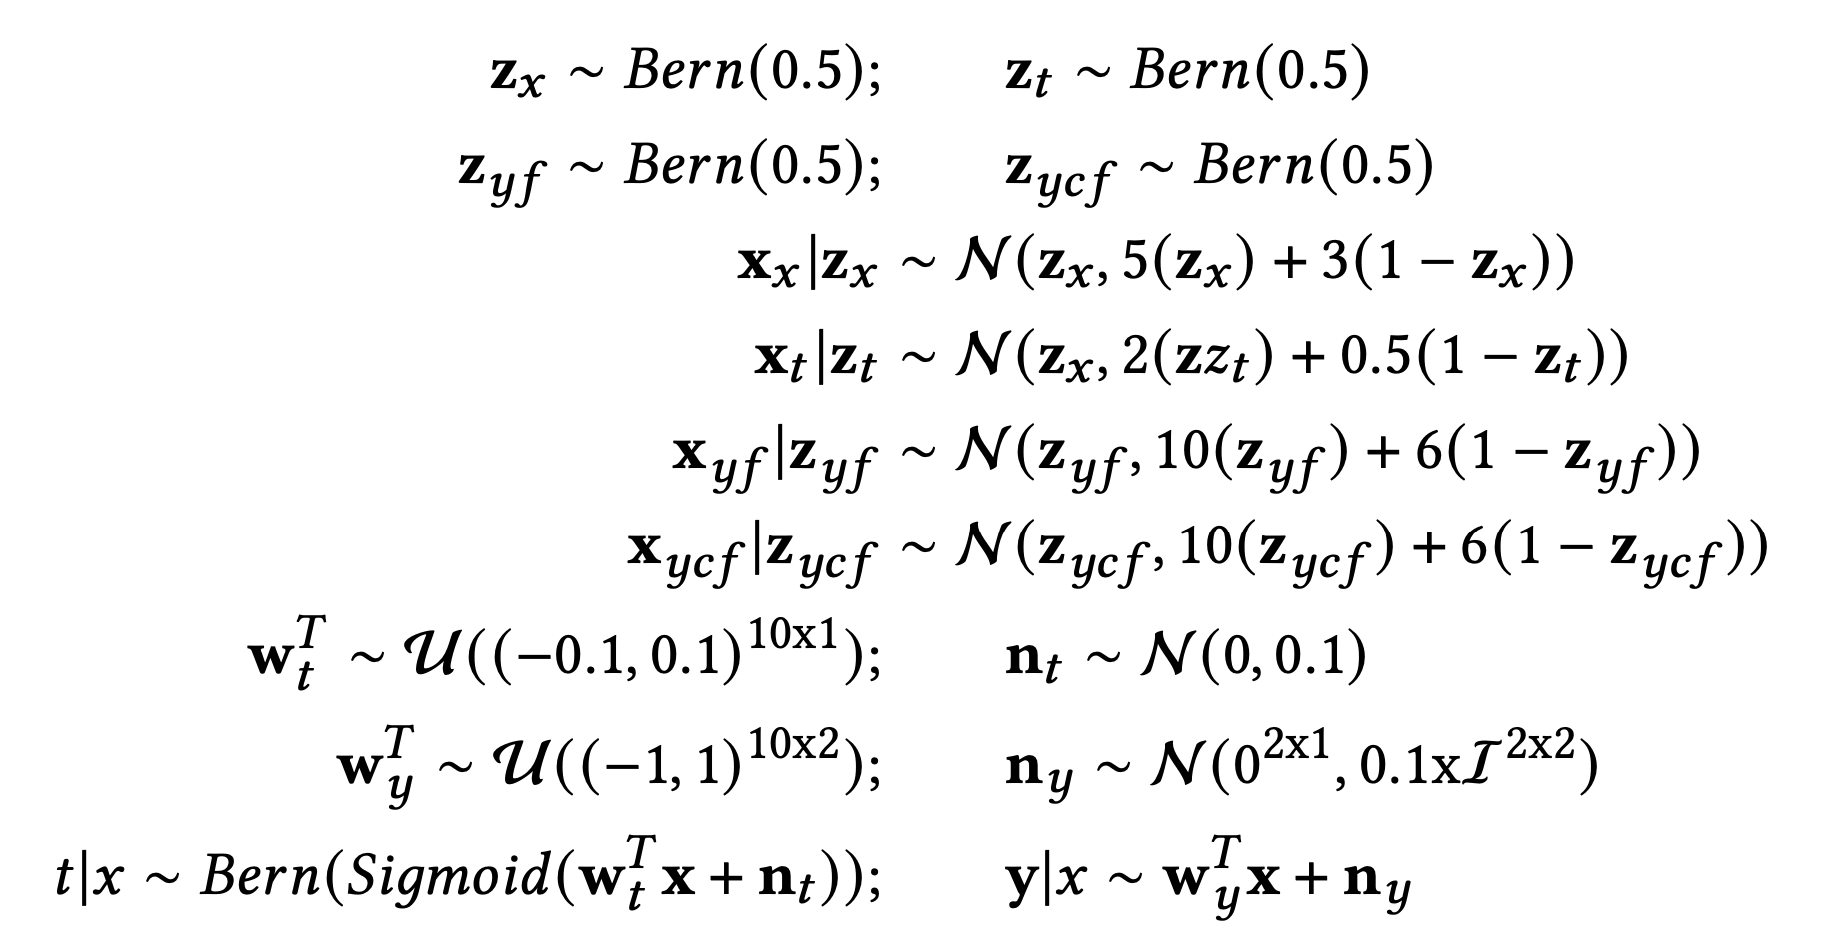 𝐳_x ~ Bern(0.5);  𝐳_t ~ Bern(0.5)
𝐳_yf ~ Bern(0.5);  𝐳_ycf ~ Bern(0.5)
𝐱_x|𝐳_x ~ 𝒩(𝐳_x, 5(𝐳_x) + 3(1 − 𝐳_x))
𝐱_t|𝐳_t ~ 𝒩(𝐳_x, 2(𝐳z_t) + 0.5(1 − 𝐳_t))
𝐱_yf|𝐳_yf ~ 𝒩(𝐳_yf, 10(𝐳_yf) + 6(1 − 𝐳_yf))
𝐱_ycf|𝐳_ycf ~ 𝒩(𝐳_ycf, 10(𝐳_ycf) + 6(1 − 𝐳_ycf))
𝐰_t^T ~ 𝒰((−0.1, 0.1)^10x1);  𝐧_t ~ 𝒩(0, 0.1)
𝐰_y^T ~ 𝒰((−1, 1)^10x2);  𝐧_y ~ 𝒩(0^2x1, 0.1xℐ^2x2)
t|x ~ Bern(Sigmoid(𝐰_t^T 𝐱 + 𝐧_t));  𝐲|x ~ 𝐰_y^T 𝐱 + 𝐧_y